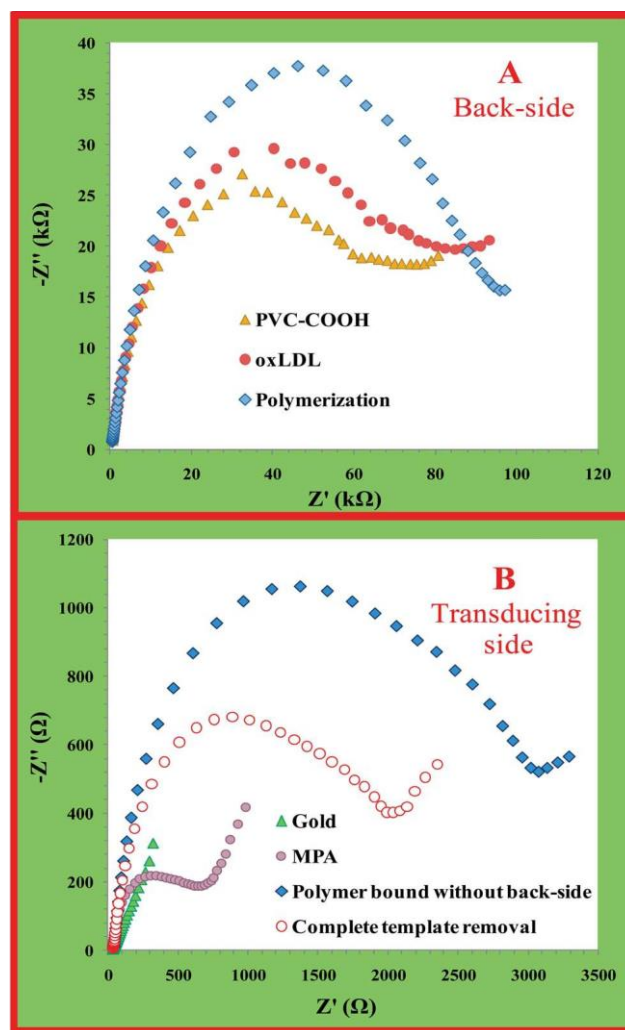 40
35
30
25
20
15
10
5
0
-Z'' (kΩ)
A
Back-side
PVC-COOH
oxLDL
Polymerization
0 20 40 60 80 100 120
Z' (kΩ)
1200
1000
800
600
400
200
0
-Z'' (Ω)
B
Transducing
side
Gold
MPA
Polymer bound without back-side
Complete template removal
0 500 1000 1500 2000 2500 3000 3500
Z' (Ω)